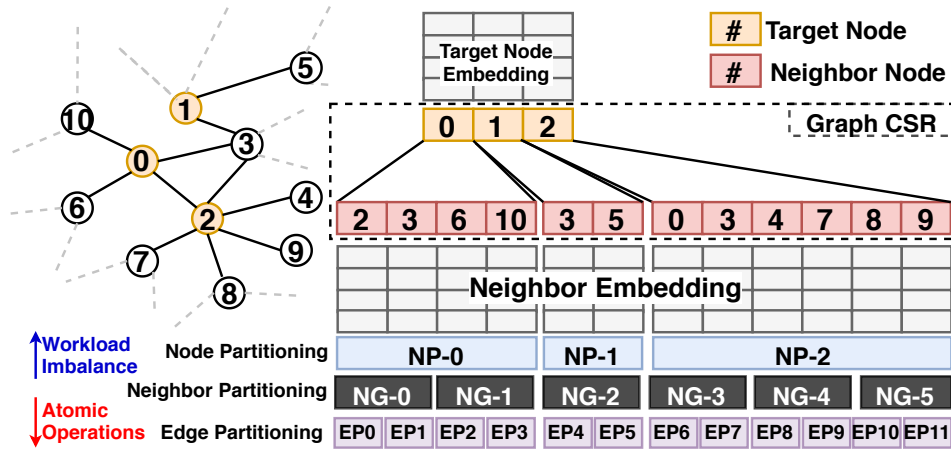 5
1
10
3
0
6
2
4
9
7
8
Target Node
Embedding
# Target Node
# Neighbor Node
Graph CSR
0 1 2
2 3 6 10 3 5 0 3 4 7 8 9
Neighbor Embedding
Workload
Imbalance
Node Partitioning NP-0 NP-1 NP-2
Neighbor Partitioning NG-0 NG-1 NG-2 NG-3 NG-4 NG-5
Atomic
Operations
Edge Partitioning EP0 EP1 EP2 EP3 EP4 EP5 EP6 EP7 EP8 EP9 EP10 EP11